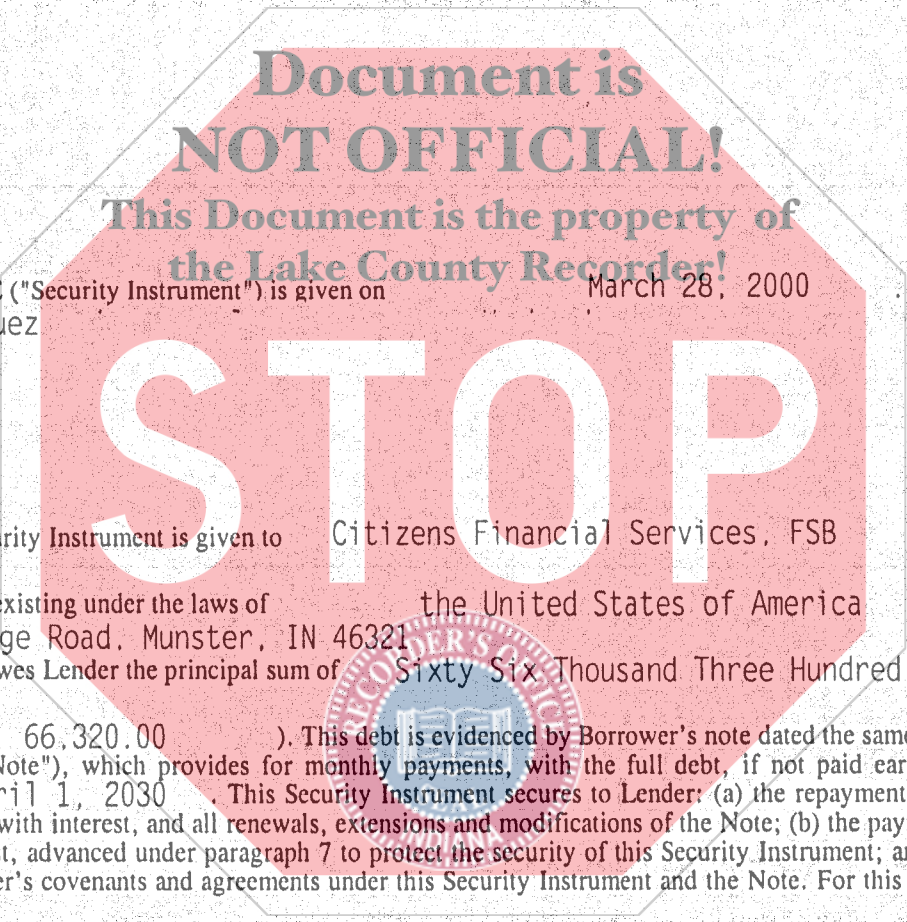 Document is
NOT OFFICIAL!
This Document is the property of
the Lake County Recorder!
("Security Instrument") is given on March 28, 2000
uez
STOP
rity Instrument is given to Citizens Financial Services, FSB
existing under the laws of the United States of America
ge Road, Munster, IN 46321
wes Lender the principal sum of Sixty Six Thousand Three Hundred
RECORDER'S OFFICE
66,320.00 ). This debt is evidenced by Borrower's note dated the same
Note"), which provides for monthly payments, with the full debt, if not paid ear
ril 1, 2030 . This Security Instrument secures to Lender: (a) the repayment
with interest, and all renewals, extensions and modifications of the Note; (b) the pay
INDIANA
st, advanced under paragraph 7 to protect the security of this Security Instrument; an
er's covenants and agreements under this Security Instrument and the Note. For this